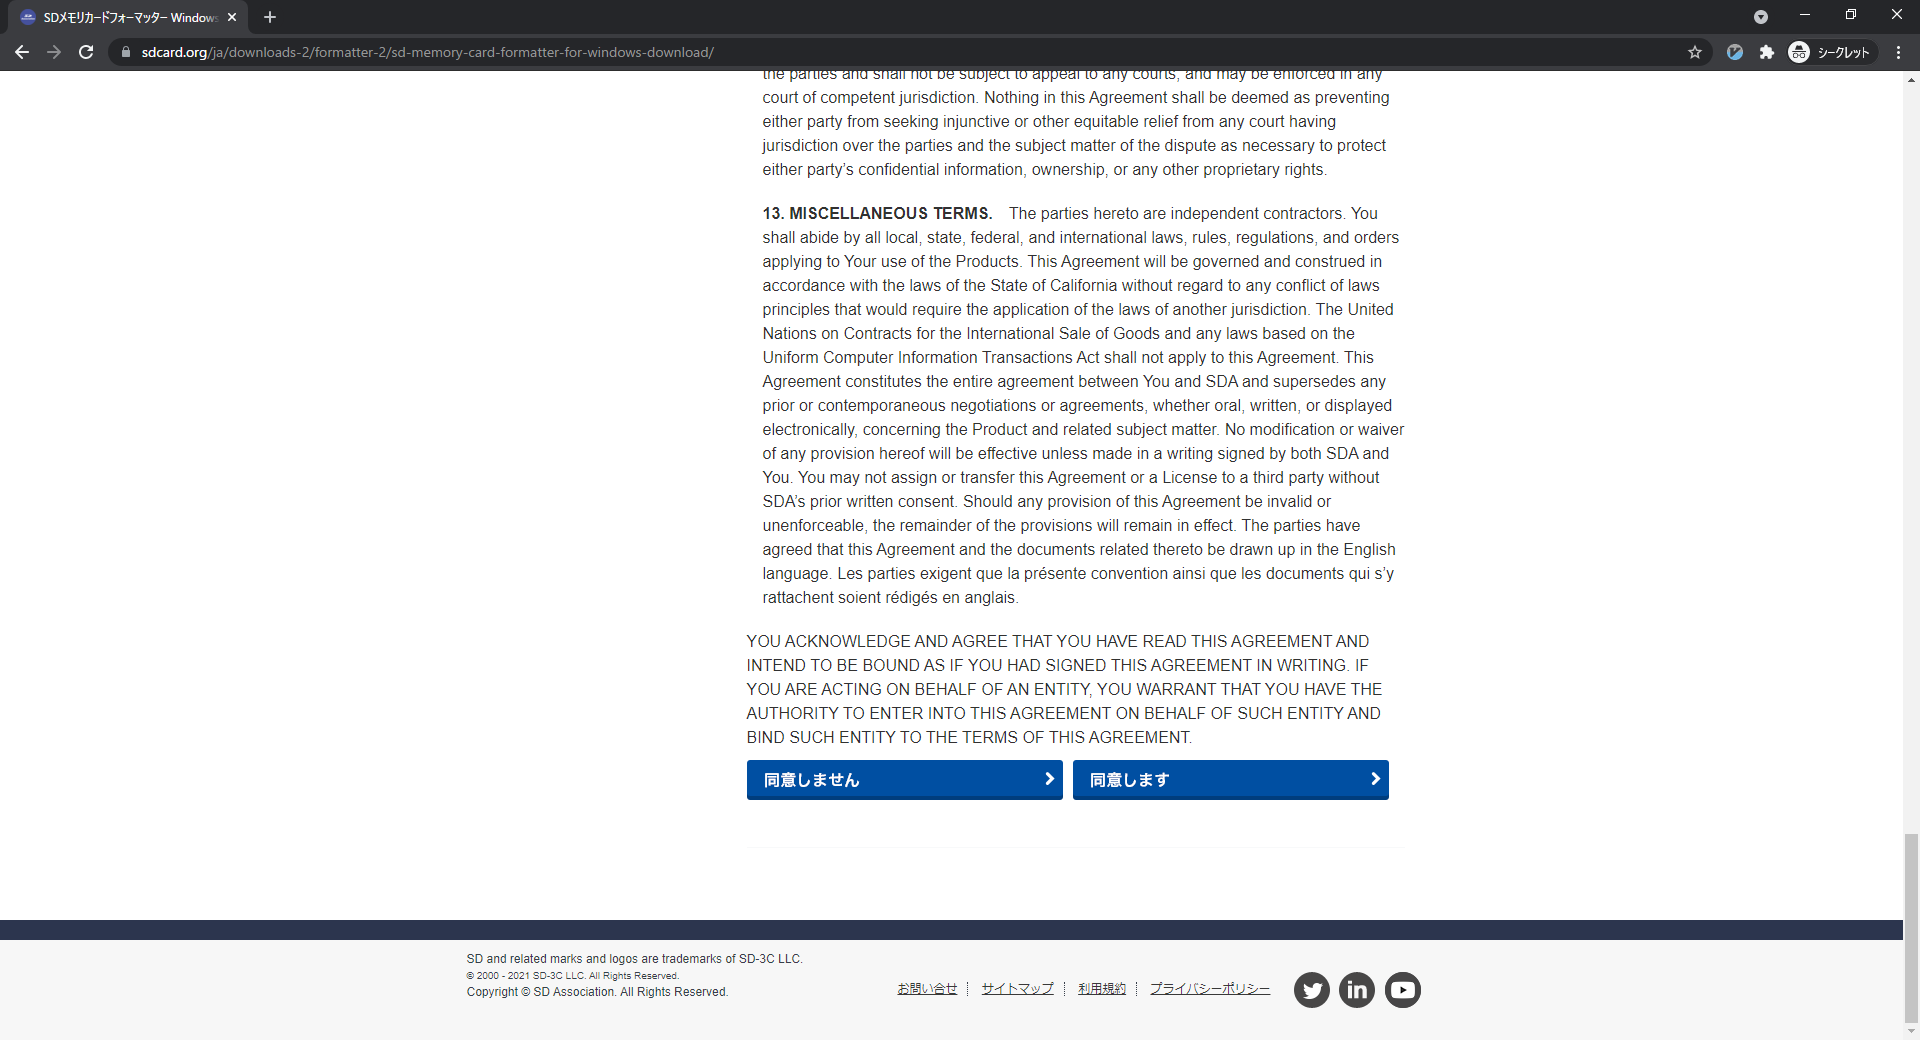 SDメモリカードフォーマッター Windows
sdcard.org/ja/downloads-2/formatter-2/sd-memory-card-formatter-for-windows-download/
シークレット
the parties and shall not be subject to appeal to any courts, and may be enforced in any
court of competent jurisdiction. Nothing in this Agreement shall be deemed as preventing
either party from seeking injunctive or other equitable relief from any court having
jurisdiction over the parties and the subject matter of the dispute as necessary to protect
either party’s confidential information, ownership, or any other proprietary rights.
13. MISCELLANEOUS TERMS. The parties hereto are independent contractors. You
shall abide by all local, state, federal, and international laws, rules, regulations, and orders
applying to Your use of the Products. This Agreement will be governed and construed in
accordance with the laws of the State of California without regard to any conflict of laws
principles that would require the application of the laws of another jurisdiction. The United
Nations on Contracts for the International Sale of Goods and any laws based on the
Uniform Computer Information Transactions Act shall not apply to this Agreement. This
Agreement constitutes the entire agreement between You and SDA and supersedes any
prior or contemporaneous negotiations or agreements, whether oral, written, or displayed
electronically, concerning the Product and related subject matter. No modification or waiver
of any provision hereof will be effective unless made in a writing signed by both SDA and
You. You may not assign or transfer this Agreement or a License to a third party without
SDA’s prior written consent. Should any provision of this Agreement be invalid or
unenforceable, the remainder of the provisions will remain in effect. The parties have
agreed that this Agreement and the documents related thereto be drawn up in the English
language. Les parties exigent que la présente convention ainsi que les documents qui s’y
rattachent soient rédigés en anglais.
YOU ACKNOWLEDGE AND AGREE THAT YOU HAVE READ THIS AGREEMENT AND
INTEND TO BE BOUND AS IF YOU HAD SIGNED THIS AGREEMENT IN WRITING. IF
YOU ARE ACTING ON BEHALF OF AN ENTITY, YOU WARRANT THAT YOU HAVE THE
AUTHORITY TO ENTER INTO THIS AGREEMENT ON BEHALF OF SUCH ENTITY AND
BIND SUCH ENTITY TO THE TERMS OF THIS AGREEMENT.
同意しません
同意します
SD and related marks and logos are trademarks of SD-3C LLC.
© 2000 - 2021 SD-3C LLC. All Rights Reserved.
Copyright © SD Association. All Rights Reserved.
お問い合せ
サイトマップ
利用規約
プライバシーポリシー
in